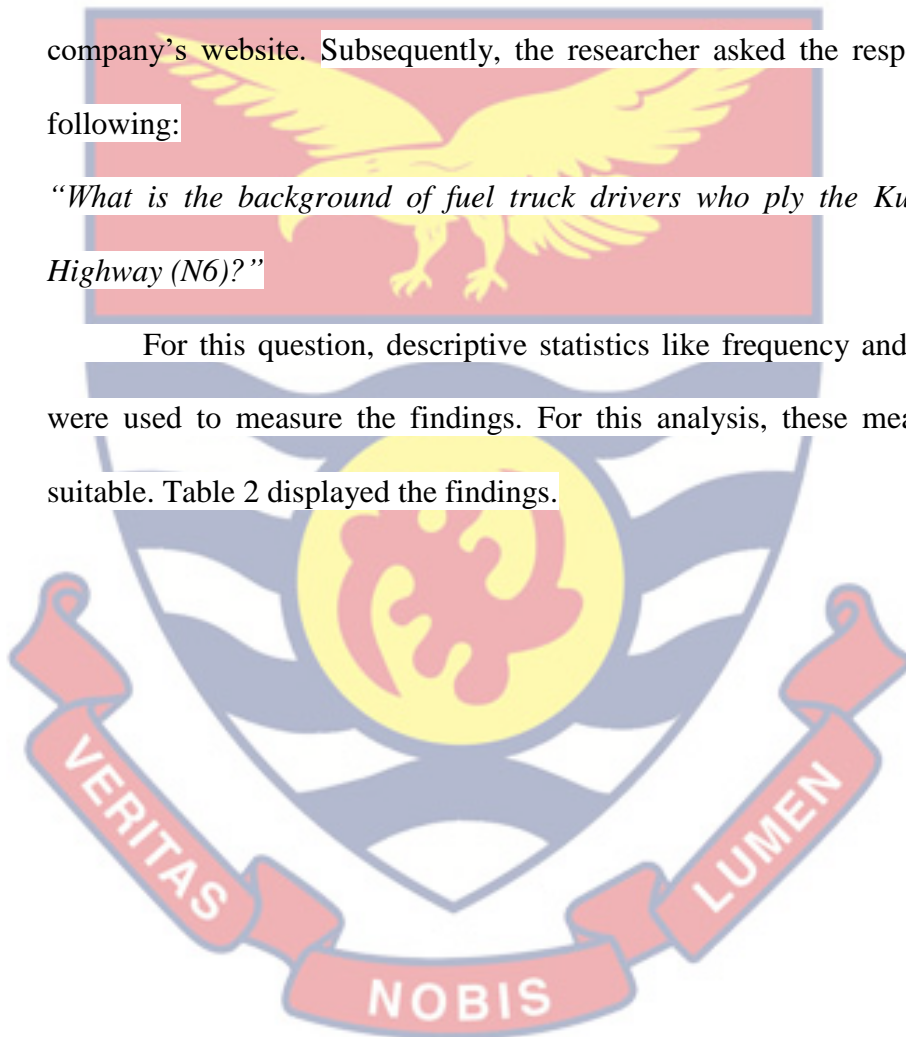 company’s website. Subsequently, the researcher asked the resp
following:
“What is the background of fuel truck drivers who ply the Ku
Highway (N6)?”
For this question, descriptive statistics like frequency and
were used to measure the findings. For this analysis, these mea
suitable. Table 2 displayed the findings.
VERITAS
NOBIS
LUMEN